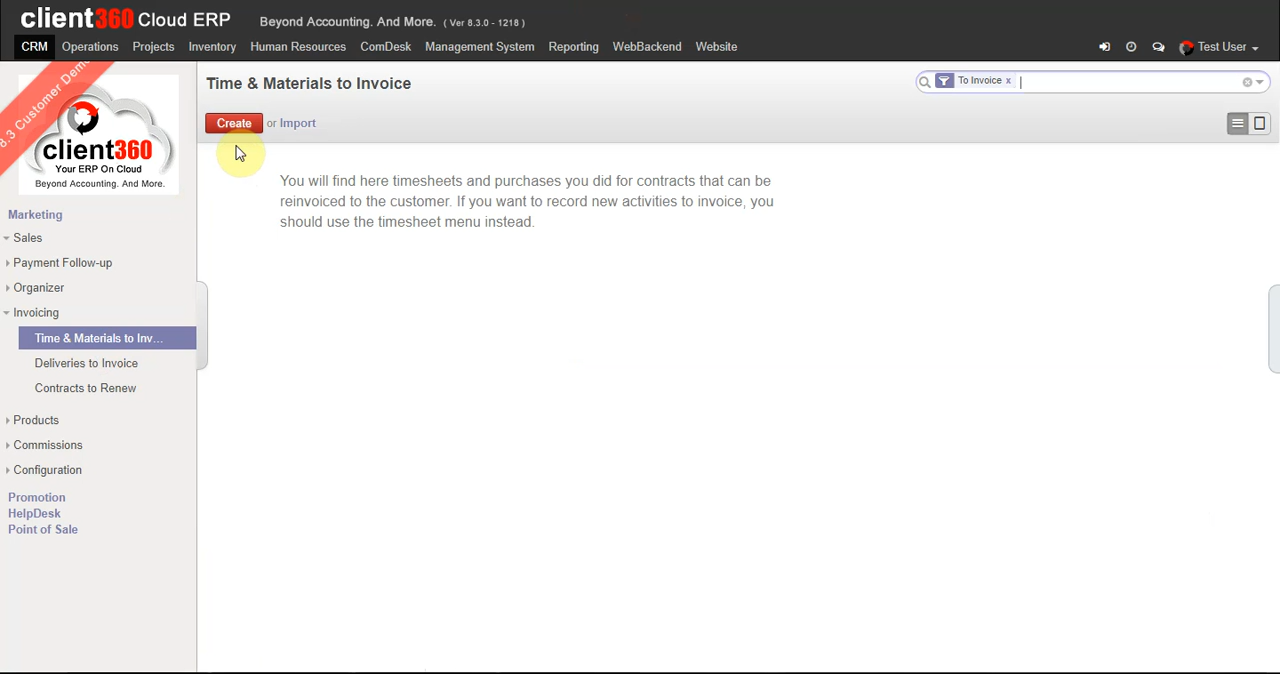 client360 Cloud ERP Beyond Accounting. And More. ( Ver 8.3.0 - 1218 )
CRM Operations Projects Inventory Human Resources ComDesk Management System Reporting WebBackend Website Test User
8.3 Customer Demo
client360
Your ERP On Cloud
Beyond Accounting. And More.
Marketing
Sales
Payment Follow-up
Organizer
Invoicing
Time & Materials to Inv...
Deliveries to Invoice
Contracts to Renew
Products
Commissions
Configuration
Promotion
HelpDesk
Point of Sale
Time & Materials to Invoice
To Invoice x
Create or Import
You will find here timesheets and purchases you did for contracts that can be
reinvoiced to the customer. If you want to record new activities to invoice, you
should use the timesheet menu instead.